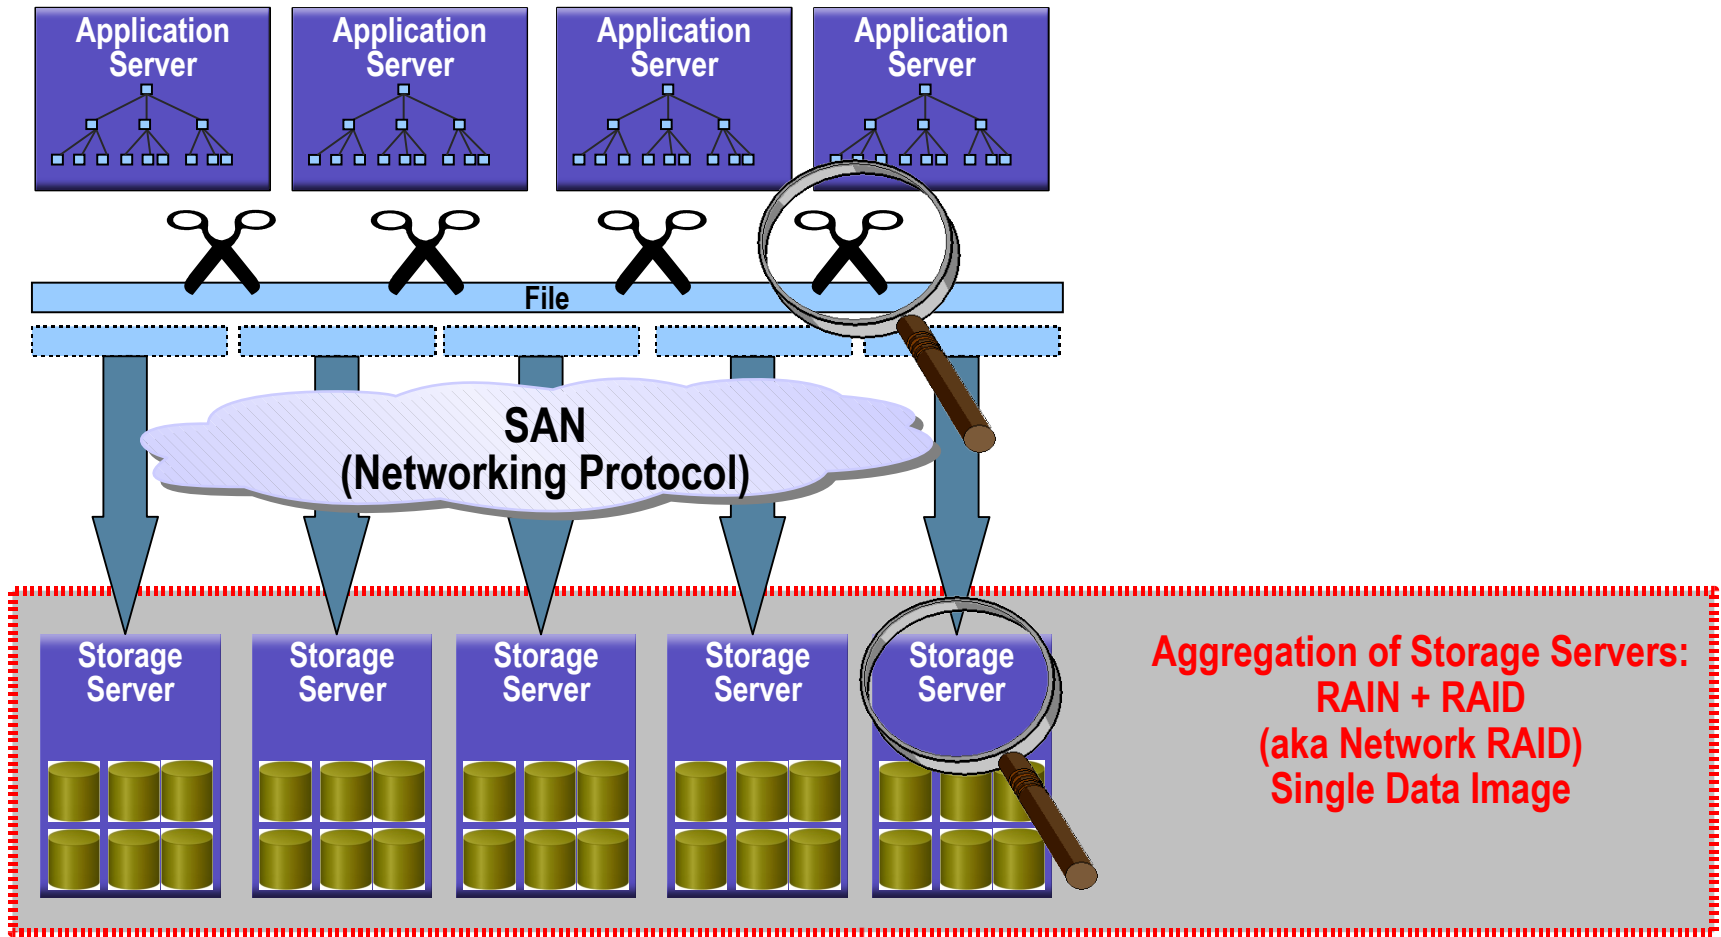 Application
Server
Application
Server
Application
Server
Application
Server
File
SAN
(Networking Protocol)
Storage
Server
Storage
Server
Storage
Server
Storage
Server
Storage
Server
Aggregation of Storage Servers:
RAIN + RAID
(aka Network RAID)
Single Data Image